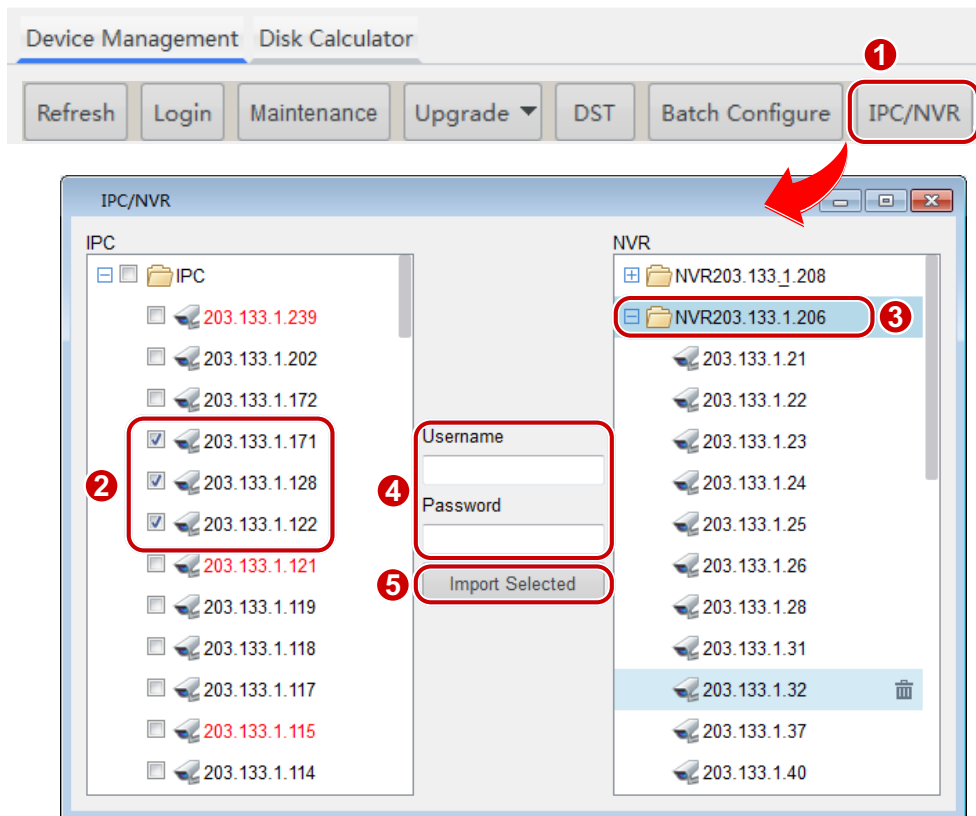 Device Management Disk Calculator
1
Refresh Login Maintenance Upgrade DST Batch Configure IPC/NVR
IPC/NVR
IPC
IPC
203.133.1.239
203.133.1.202
203.133.1.172
203.133.1.171
203.133.1.128
203.133.1.122
2
203.133.1.121
203.133.1.119
203.133.1.118
203.133.1.117
203.133.1.115
203.133.1.114
Username
4
Password
5
Import Selected
NVR
NVR203.133.1.208
NVR203.133.1.206
3
203.133.1.21
203.133.1.22
203.133.1.23
203.133.1.24
203.133.1.25
203.133.1.26
203.133.1.28
203.133.1.31
203.133.1.32
203.133.1.37
203.133.1.40